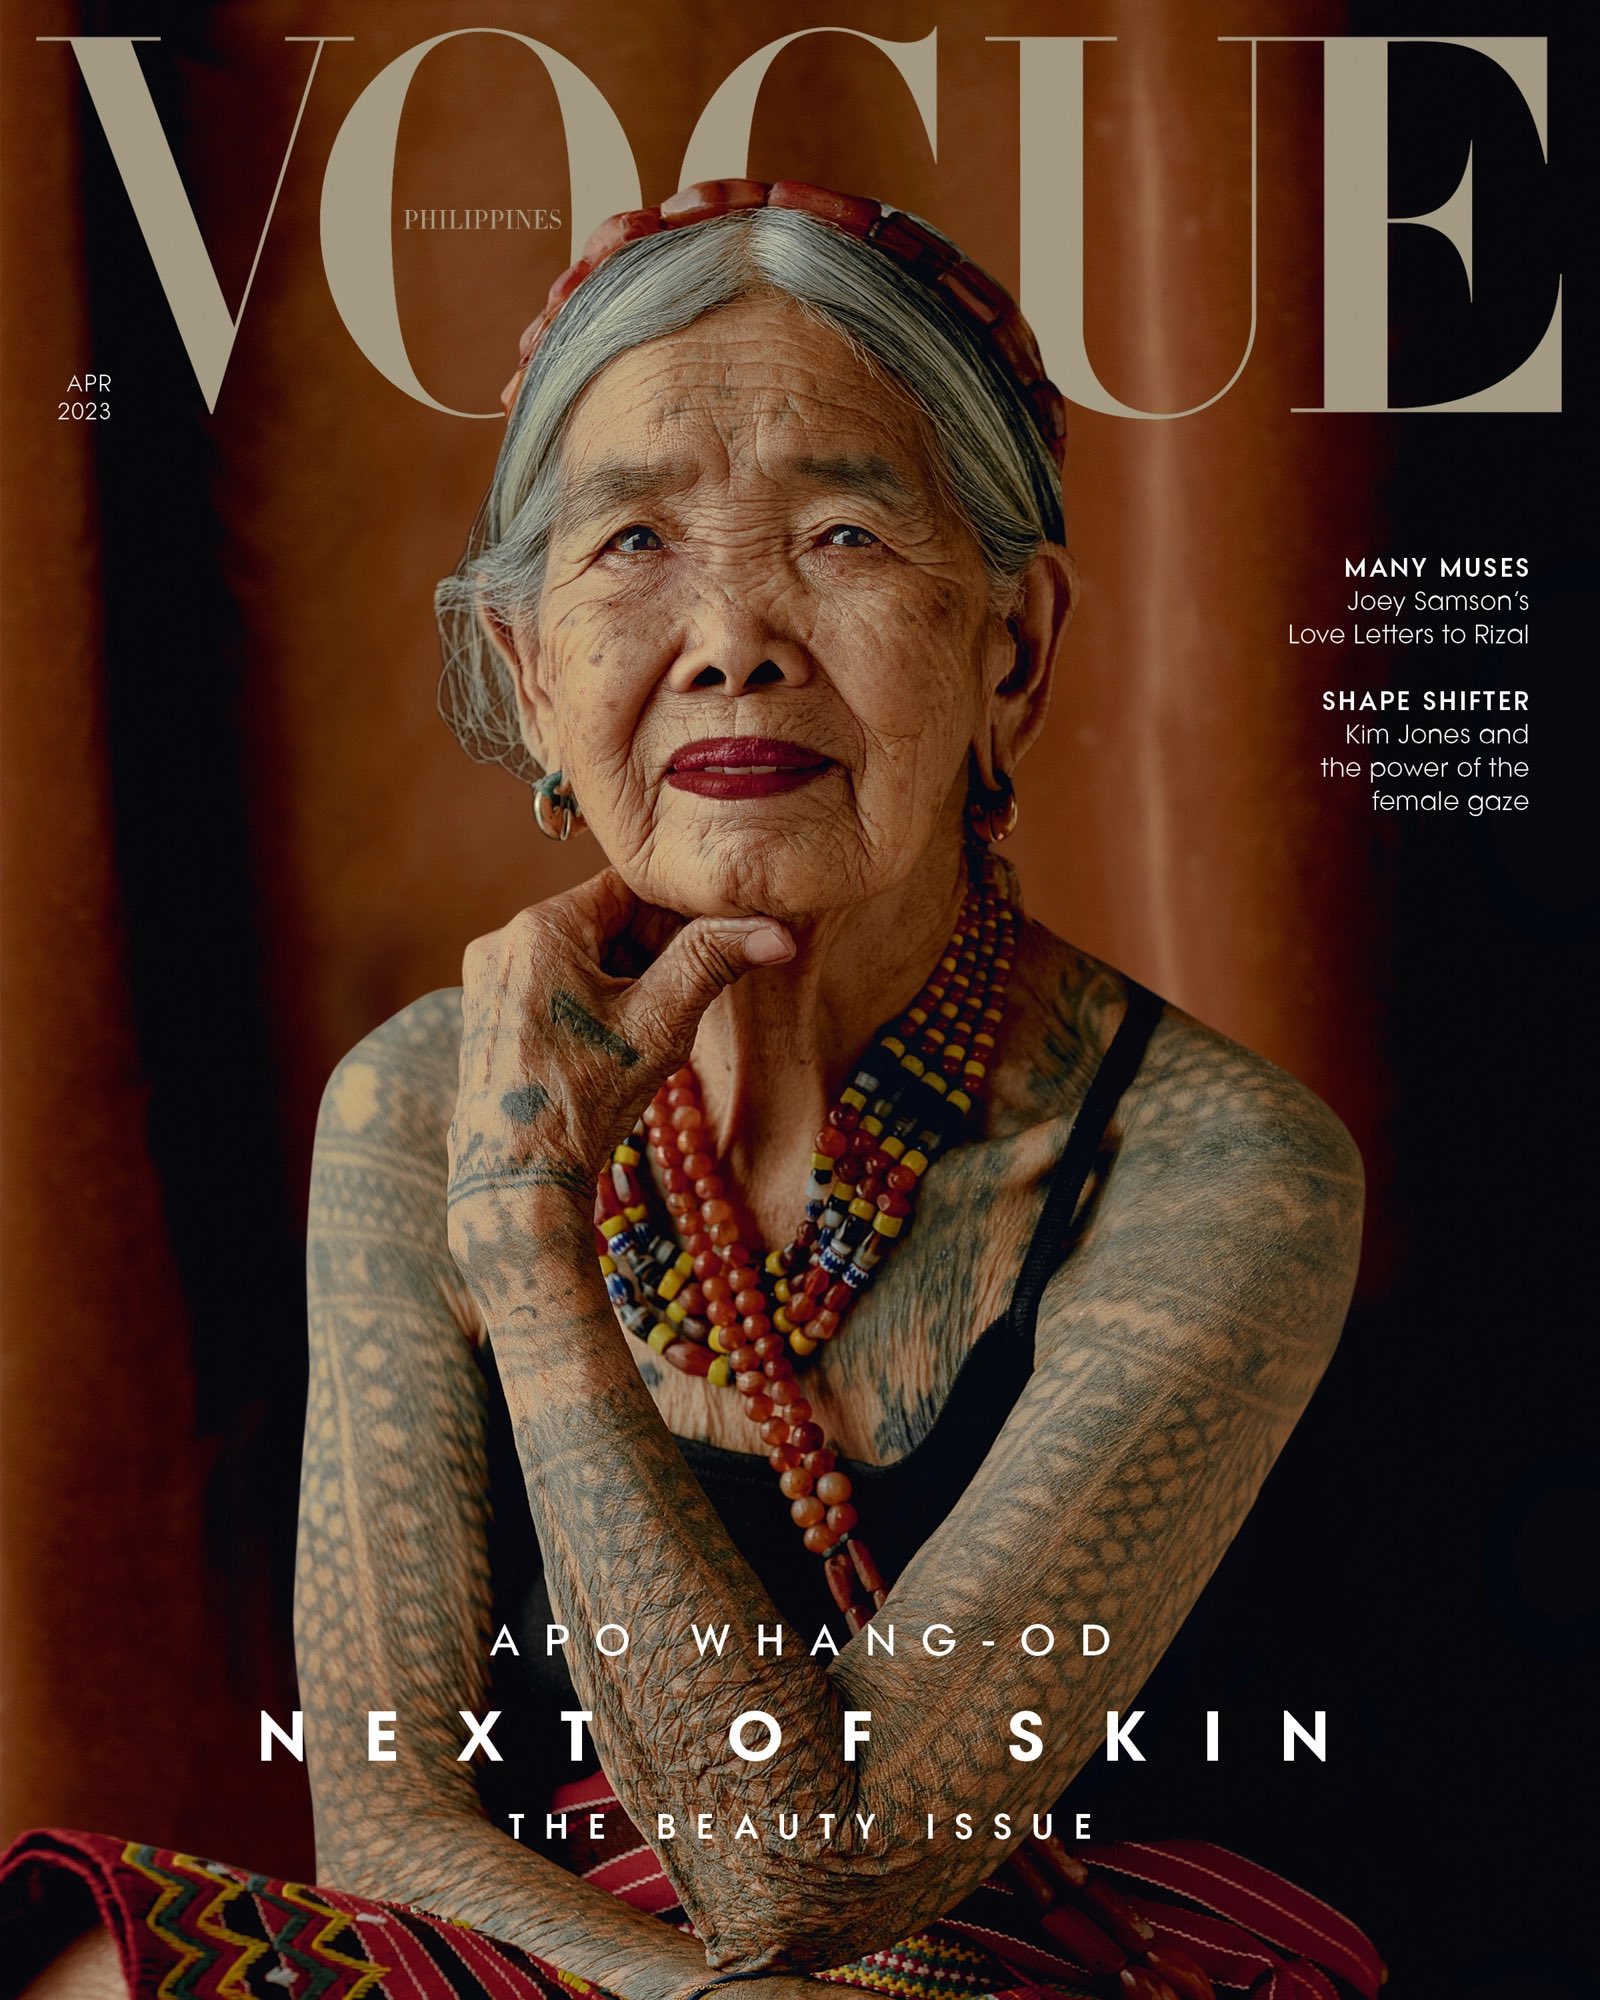 VOGUE
PHILIPPINES
APR
2023
MANY MUSES
Joey Samson's
Love Letters to Rizal
SHAPE SHIFTER
Kim Jones and
the power of the
female gaze
APO WHANG-OD
NEXT OF SKIN
THE BEAUTY ISSUE